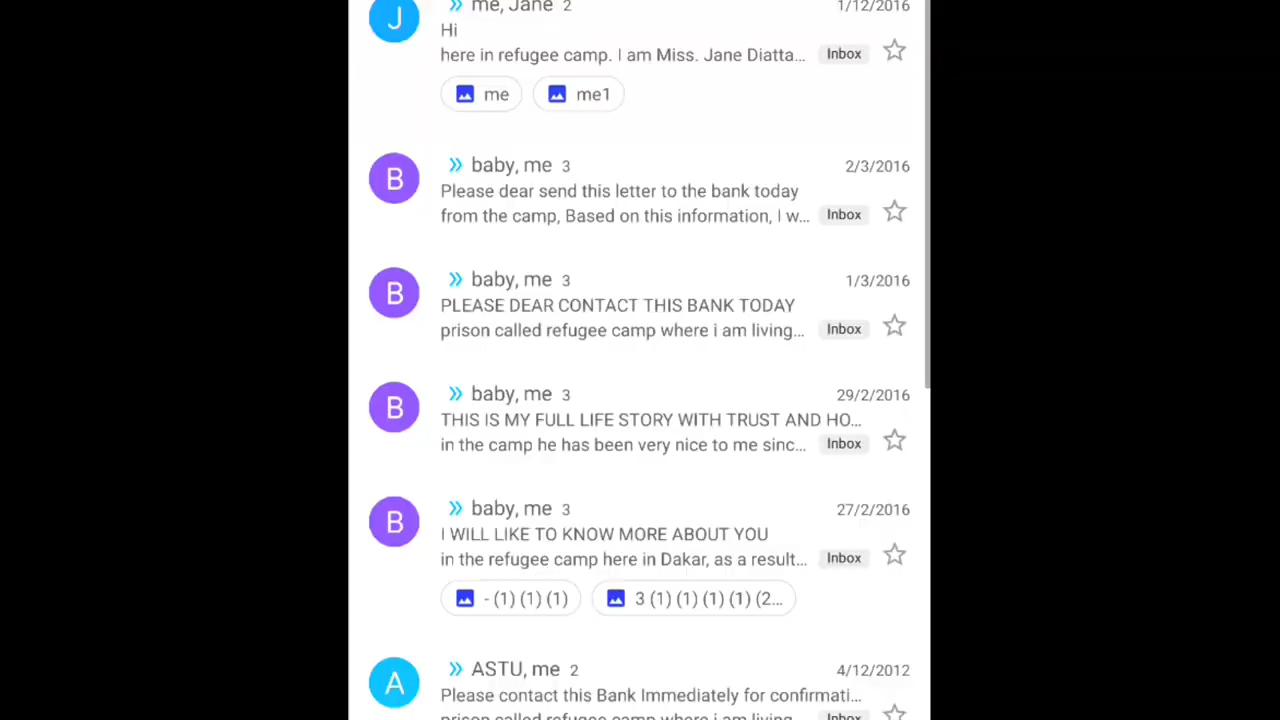 J
me, Jane 2
1/12/2016
Hi
here in refugee camp. I am Miss. Jane Diatta...
Inbox
me
me1
B
baby, me 3
2/3/2016
Please dear send this letter to the bank today
from the camp, Based on this information, I w...
Inbox
B
baby, me 3
1/3/2016
PLEASE DEAR CONTACT THIS BANK TODAY
prison called refugee camp where i am living...
Inbox
B
baby, me 3
29/2/2016
THIS IS MY FULL LIFE STORY WITH TRUST AND HO...
in the camp he has been very nice to me sinc...
Inbox
B
baby, me 3
27/2/2016
I WILL LIKE TO KNOW MORE ABOUT YOU
in the refugee camp here in Dakar, as a result...
Inbox
- (1) (1) (1)
3 (1) (1) (1) (1) (2...
A
ASTU, me 2
4/12/2012
Please contact this Bank Immediately for confirmati...
prison called refugee camp where i am living
Inbox